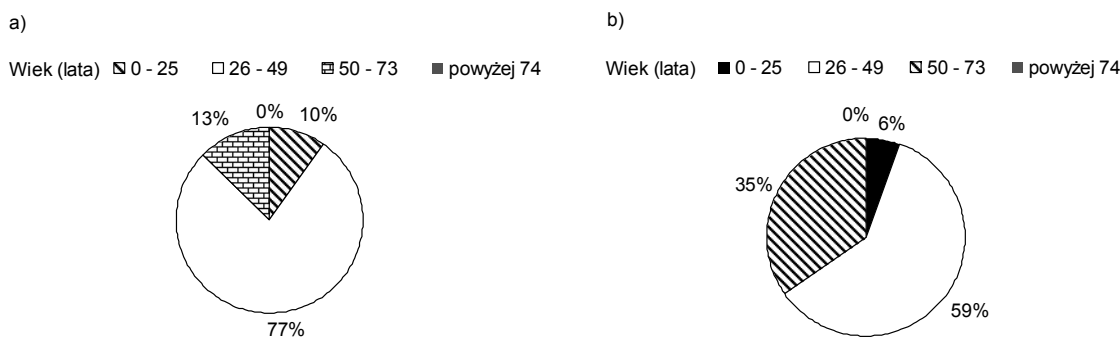 a)
Wiek (lata) 0 - 25 26 - 49 50 - 73 powyżej 74
13% 0% 10%
77%
b)
Wiek (lata) 0 - 25 26 - 49 50 - 73 powyżej 74
0% 6%
35%
59%